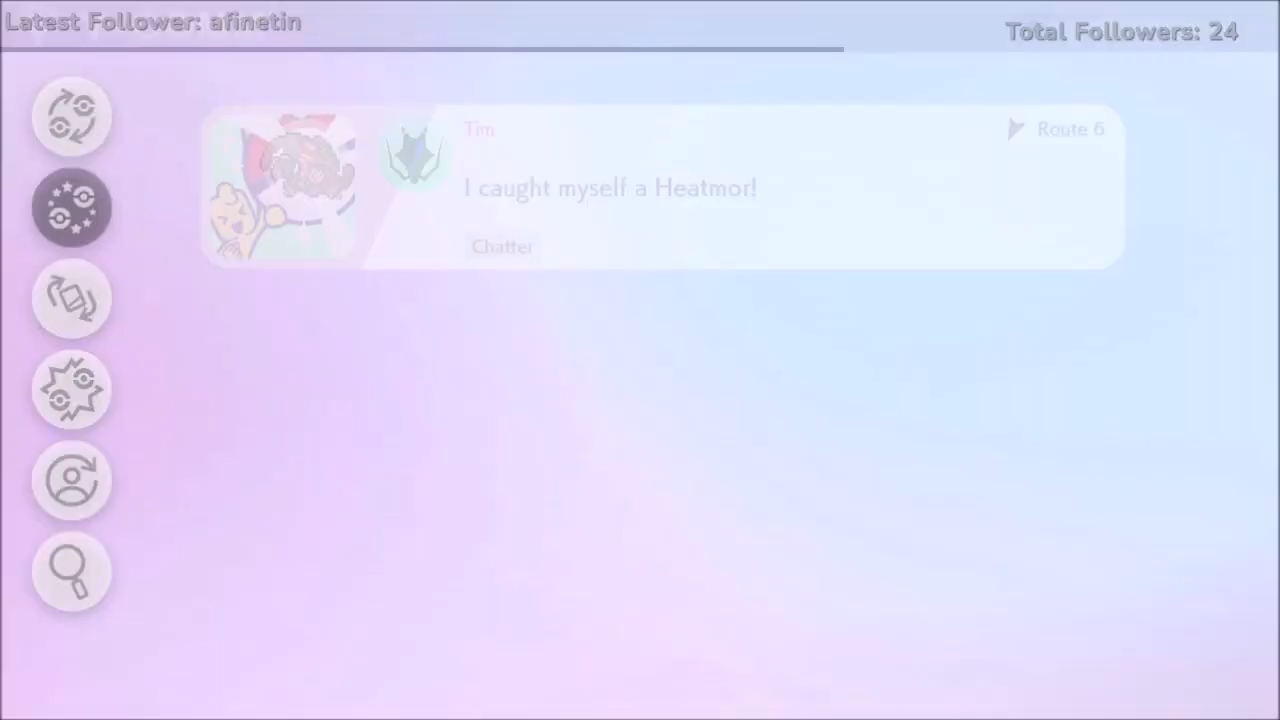 Latest Follower: afinetin
Total Followers: 24
Tim
Route 6
I caught myself a Heatmor!
Chatter